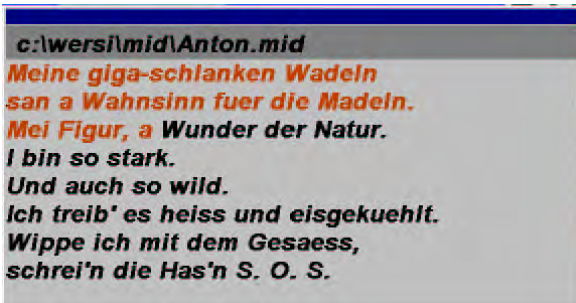 c:\wersi\mid\Anton.mid
Meine giga-schlanken Wadeln
san a Wahnsinn fuer die Madeln.
Mei Figur, a Wunder der Natur.
I bin so stark.
Und auch so wild.
Ich treib' es heiss und eisgekuehlt.
Wippe ich mit dem Gesaess,
schrei'n die Has'n S. O. S.